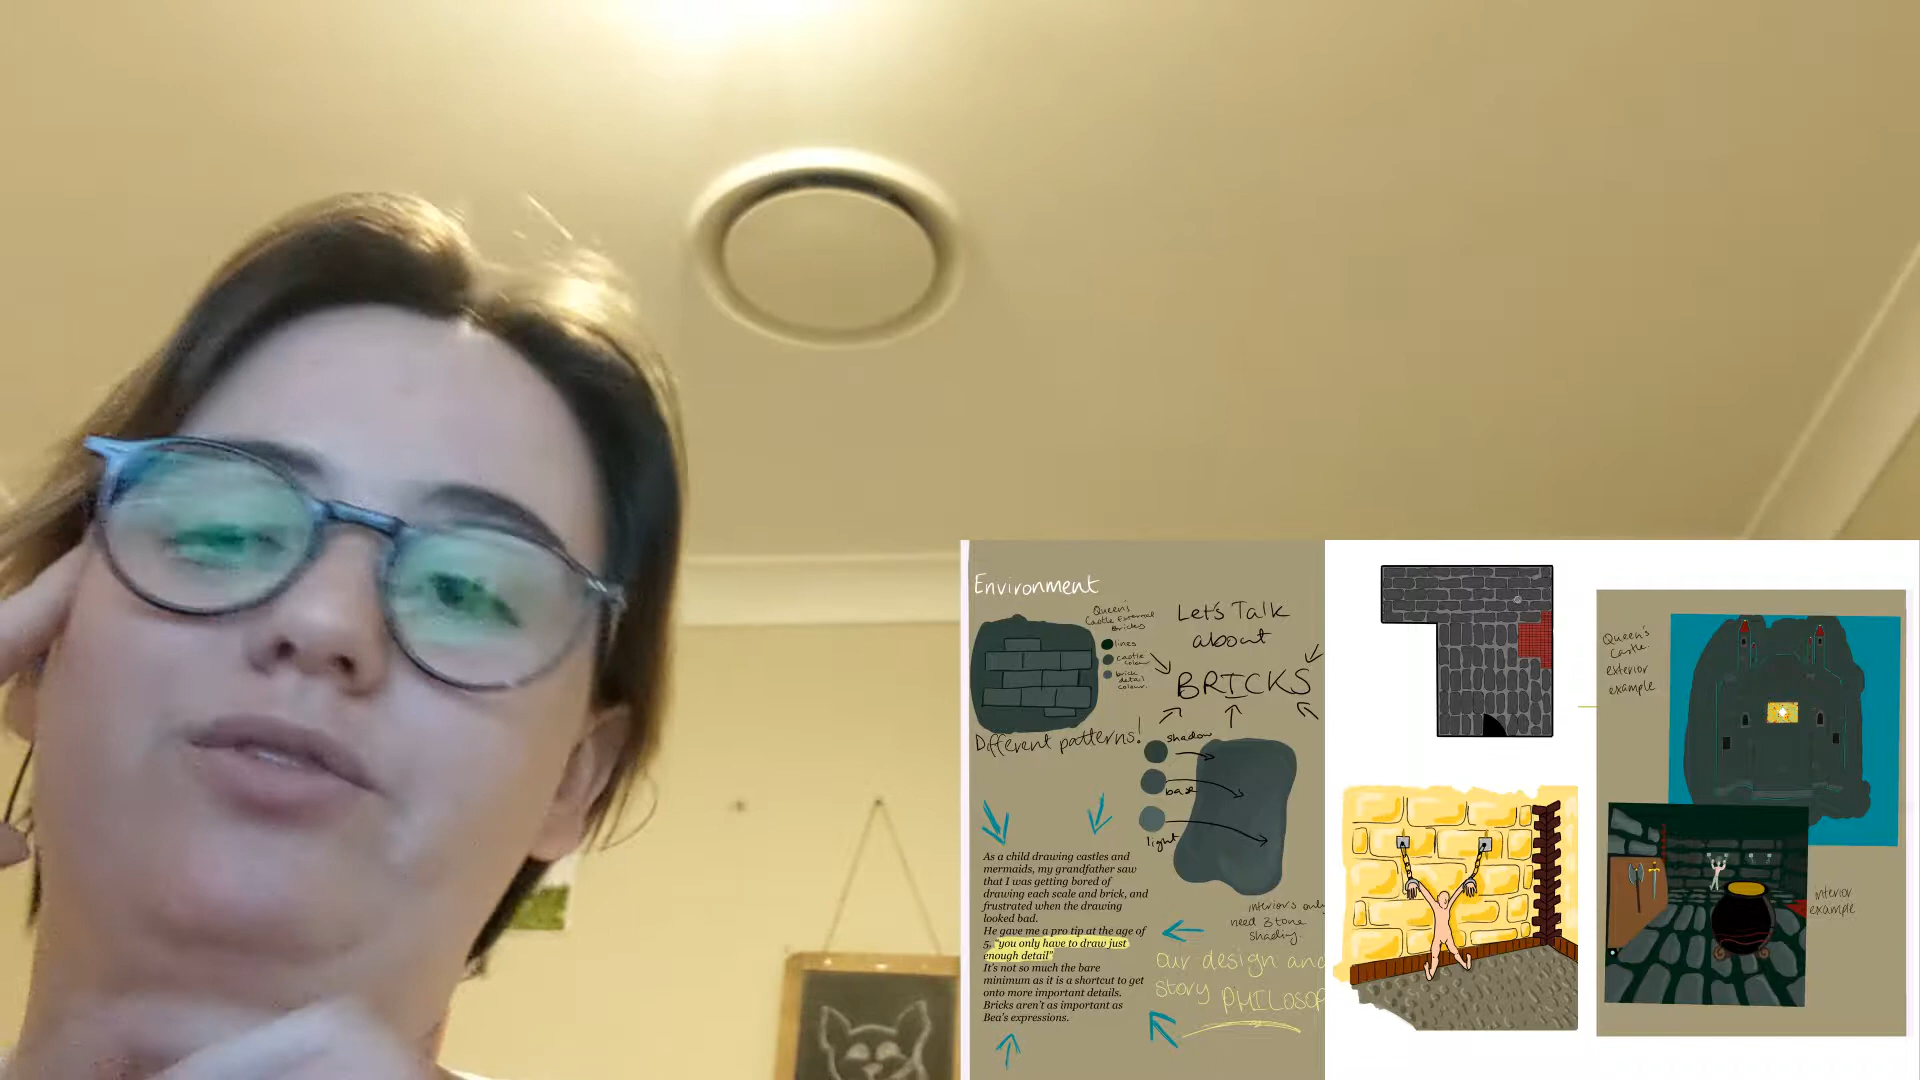 Environment
Queen's
Castle External
Bricks
lines
castle
colour
brick
detail
colour.
Let's Talk
about
BRICKS
Different patterns!
shadow
base
light
As a child drawing castles and
mermaids, my grandfather saw
that I was getting bored of
drawing each scale and brick, and
frustrated when the drawing
looked bad.
He gave me a pro tip at the age of
5. "you only have to draw just
enough detail"
It's not so much the bare
minimum as it is a shortcut to get
onto more important details.
Bricks aren't as important as
Bea's expressions.
interiors only
need 3 tone
shading.
our design and
story PHILOSOP
Queen's
Castle.
exterior
example
interior
example